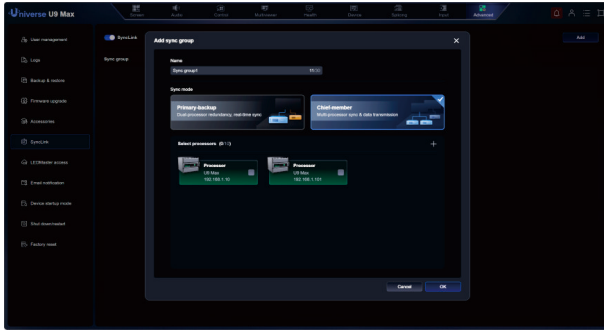 Universe U9 Max
Screen
Audio
Control
Multiviewer
Health
Device
Splicing
Input
Advanced
User management
Logs
Backup & restore
Firmware upgrade
Accessories
SyncLink
LEDMaster access
Email notification
Device startup mode
Shut down/restart
Factory reset
SyncLink
Add
Sync group
Add sync group
Name
Sync group1
Sync mode
Primary-backup
Dual-processor redundancy, real-time sync
Chief-member
Multi-processor sync & data transmission
Select processors
Processor
U9 Max
192.168.1.10
Processor
U9 Max
192.168.1.101
Cancel
OK